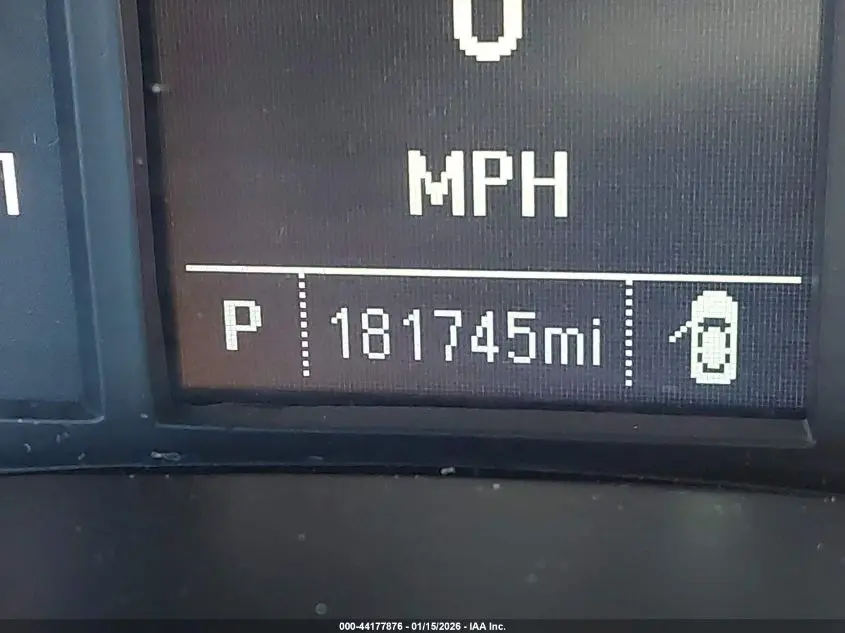 0
MPH
P 181745mi
000-44177876 - 01/15/2026 - IAA Inc.